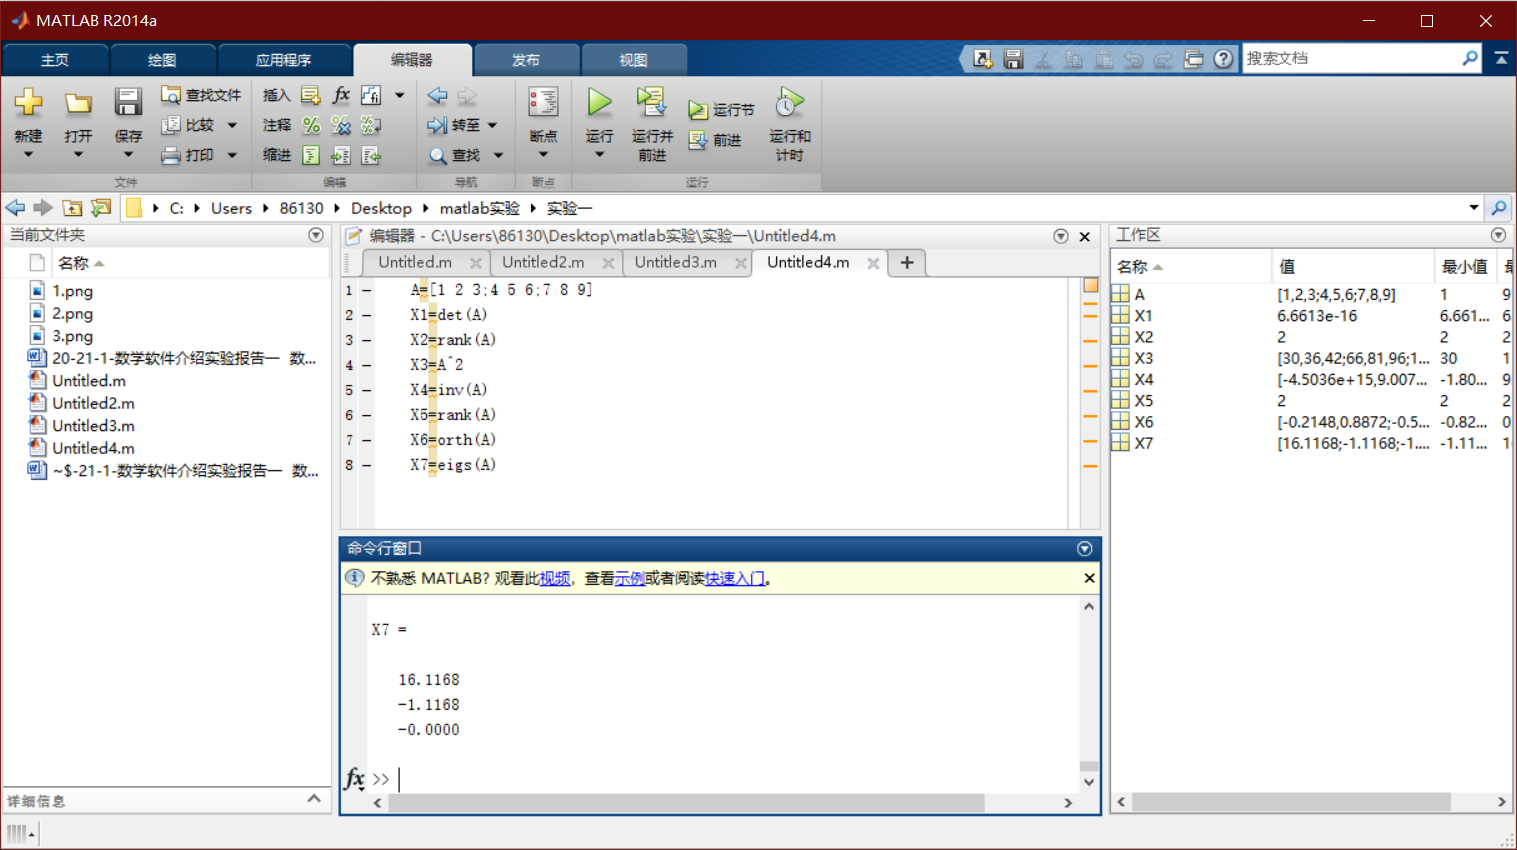 MATLAB R2014a
主页 绘图 应用程序 编辑器 发布 视图 搜索文档
新建 打开 保存 查找文件 比较 打印
插入 fx fi
注释
缩进
转至
查找
断点
运行 运行并前进 运行节 前进 运行和计时
文件 编辑 导航 断点 运行
C: Users 86130 Desktop matlab实验 实验一
当前文件夹
名称
1.png
2.png
3.png
20-21-1-数学软件介绍实验报告一 数...
Untitled.m
Untitled2.m
Untitled3.m
Untitled4.m
~$-21-1-数学软件介绍实验报告一 数...
详细信息
编辑器 - C:\Users\86130\Desktop\matlab实验\实验一\Untitled4.m
Untitled.m Untitled2.m Untitled3.m Untitled4.m
1 – A=[1 2 3;4 5 6;7 8 9]
2 – X1=det(A)
3 – X2=rank(A)
4 – X3=A^2
5 – X4=inv(A)
6 – X5=rank(A)
7 – X6=orth(A)
8 – X7=eigs(A)
命令行窗口
不熟悉 MATLAB? 观看此视频, 查看示例或者阅读快速入门。
X7 =
16.1168
-1.1168
-0.0000
fx >>
工作区
名称 值 最小值
A [1,2,3;4,5,6;7,8,9] 1 9
X1 6.6613e-16 6.661... 6
X2 2 2 2
X3 [30,36,42;66,81,96;1... 30 1
X4 [-4.5036e+15,9.007... -1.80... 9
X5 2 2 2
X6 [-0.2148,0.8872;-0.5... -0.82... 0
X7 [16.1168;-1.1168;-1.... -1.11... 1